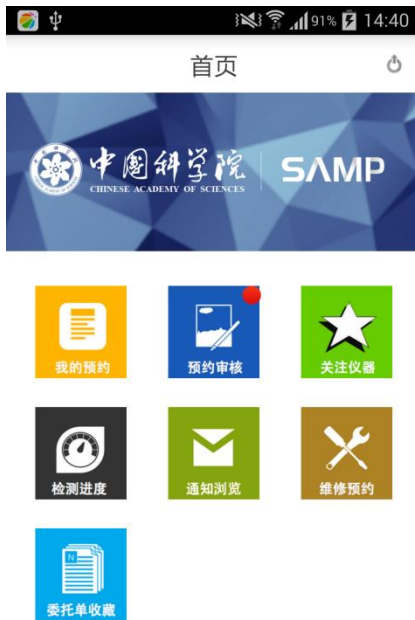 91% 14:40
首页
中国科学院 SAMP
CHINESE ACADEMY OF SCIENCES
我的预约 预约审核 关注仪器
检测进度 通知浏览 维修预约
N
委托单收藏